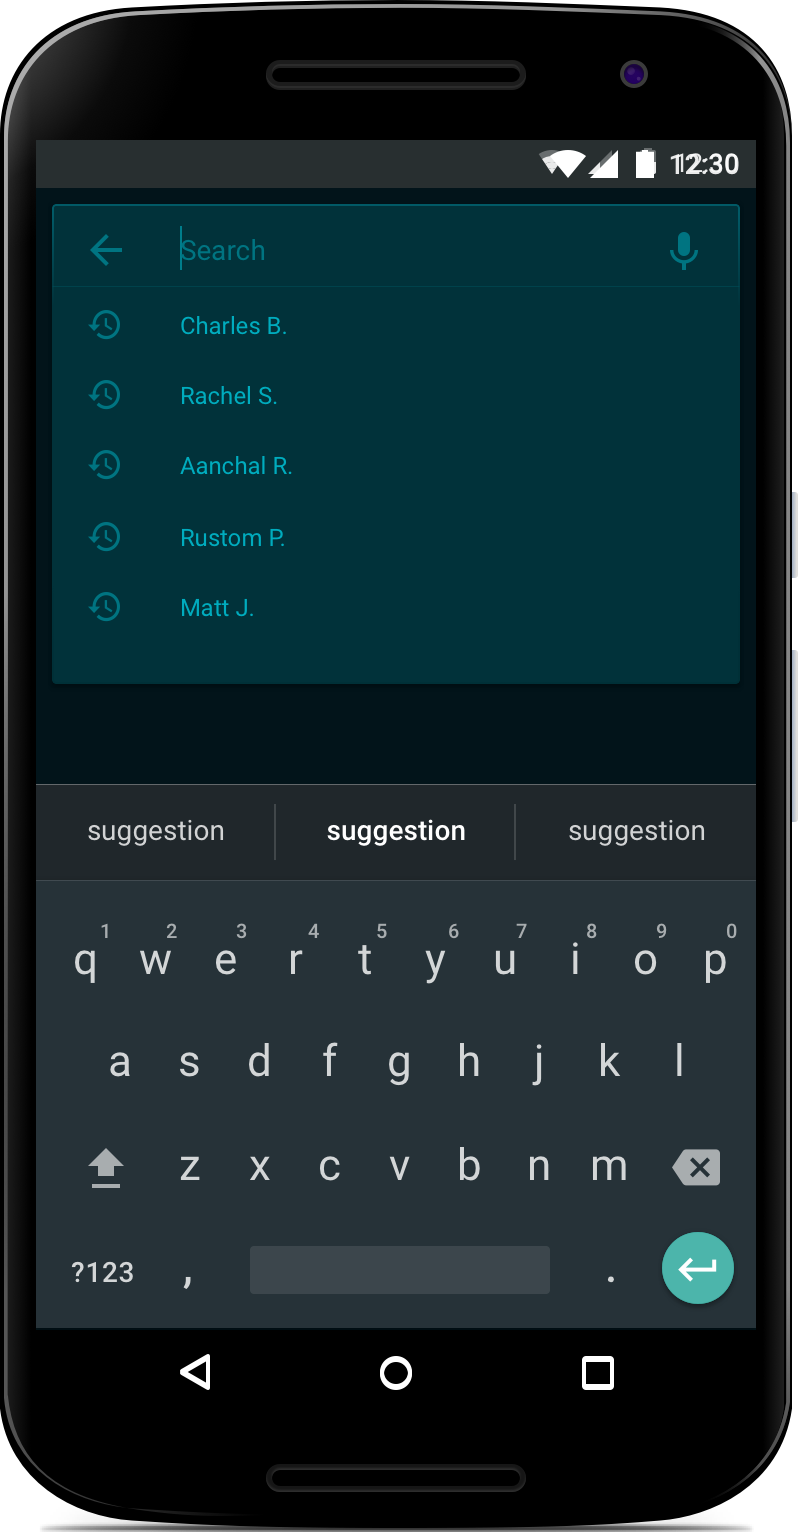 12:30
Search
Charles B.
Rachel S.
Aanchal R.
Rustom P.
Matt J.
suggestion suggestion suggestion
1 2 3 4 5 6 7 8 9 0
q w e r t y u i o p
a s d f g h j k l
z x c v b n m
?123 , .